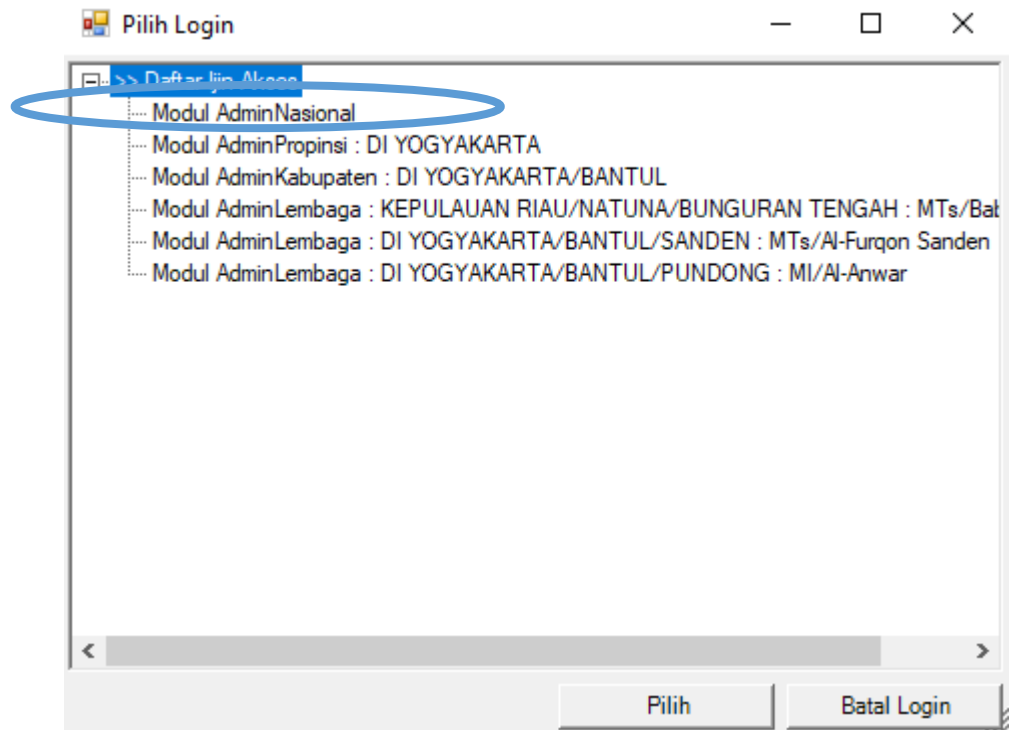 Pilih Login
>> Daftar Ijin Akses
Modul AdminNasional
Modul AdminPropinsi : DI YOGYAKARTA
Modul AdminKabupaten : DI YOGYAKARTA/BANTUL
Modul AdminLembaga : KEPULAUAN RIAU/NATUNA/BUNGURAN TENGAH : MTs/Bab
Modul AdminLembaga : DI YOGYAKARTA/BANTUL/SANDEN : MTs/Al-Furqon Sanden
Modul AdminLembaga : DI YOGYAKARTA/BANTUL/PUNDONG : MI/Al-Anwar
Pilih
Batal Login